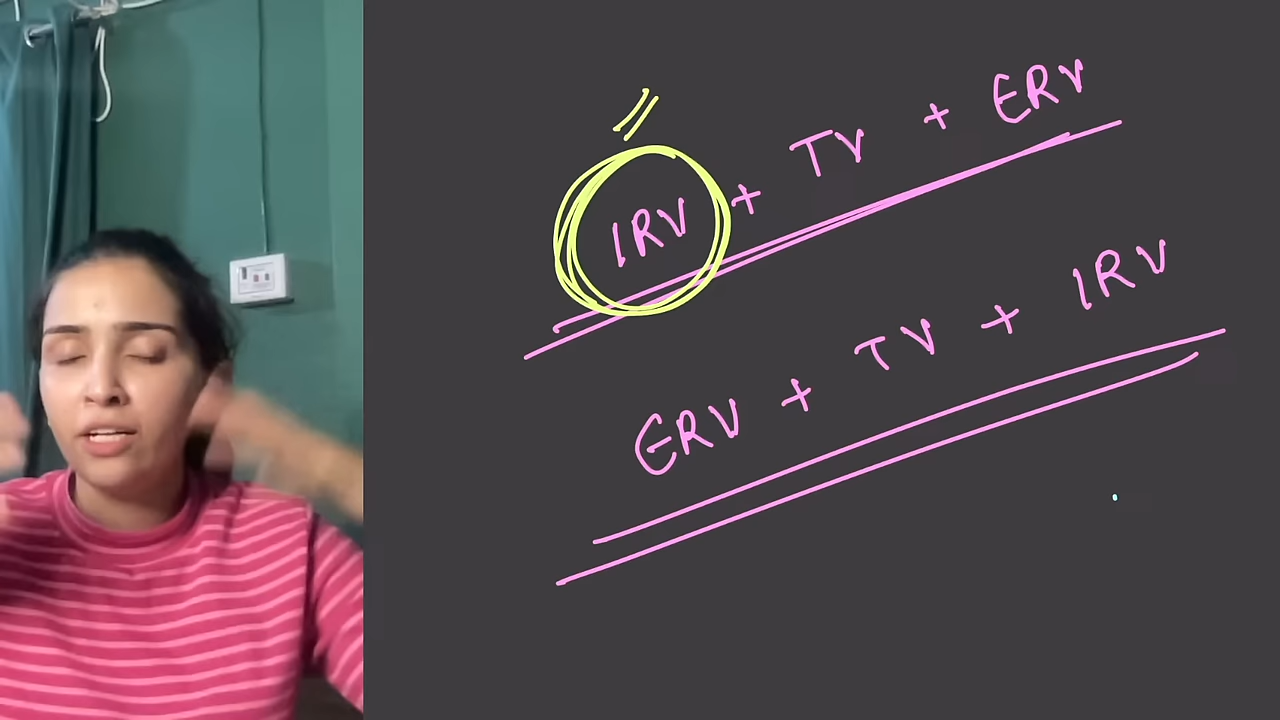 IRV + TV + ERV
ERV + TV + IRV